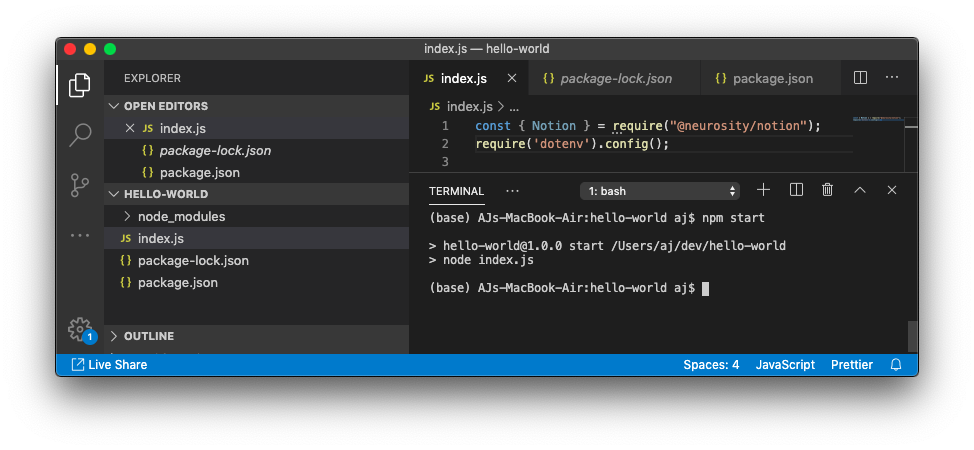 index.js — hello-world
EXPLORER
OPEN EDITORS
JS index.js
{} package-lock.json
{} package.json
HELLO-WORLD
node_modules
JS index.js
{} package-lock.json
{} package.json
OUTLINE
JS index.js {} package-lock.json {} package.json ...
JS index.js > ...
1 const { Notion } = require("@neurosity/notion");
2 require('dotenv').config();
3
TERMINAL ... 1: bash
(base) AJs-MacBook-Air:hello-world aj$ npm start
> hello-world@1.0.0 start /Users/aj/dev/hello-world
> node index.js
(base) AJs-MacBook-Air:hello-world aj$
1
Live Share Spaces: 4 JavaScript Prettier